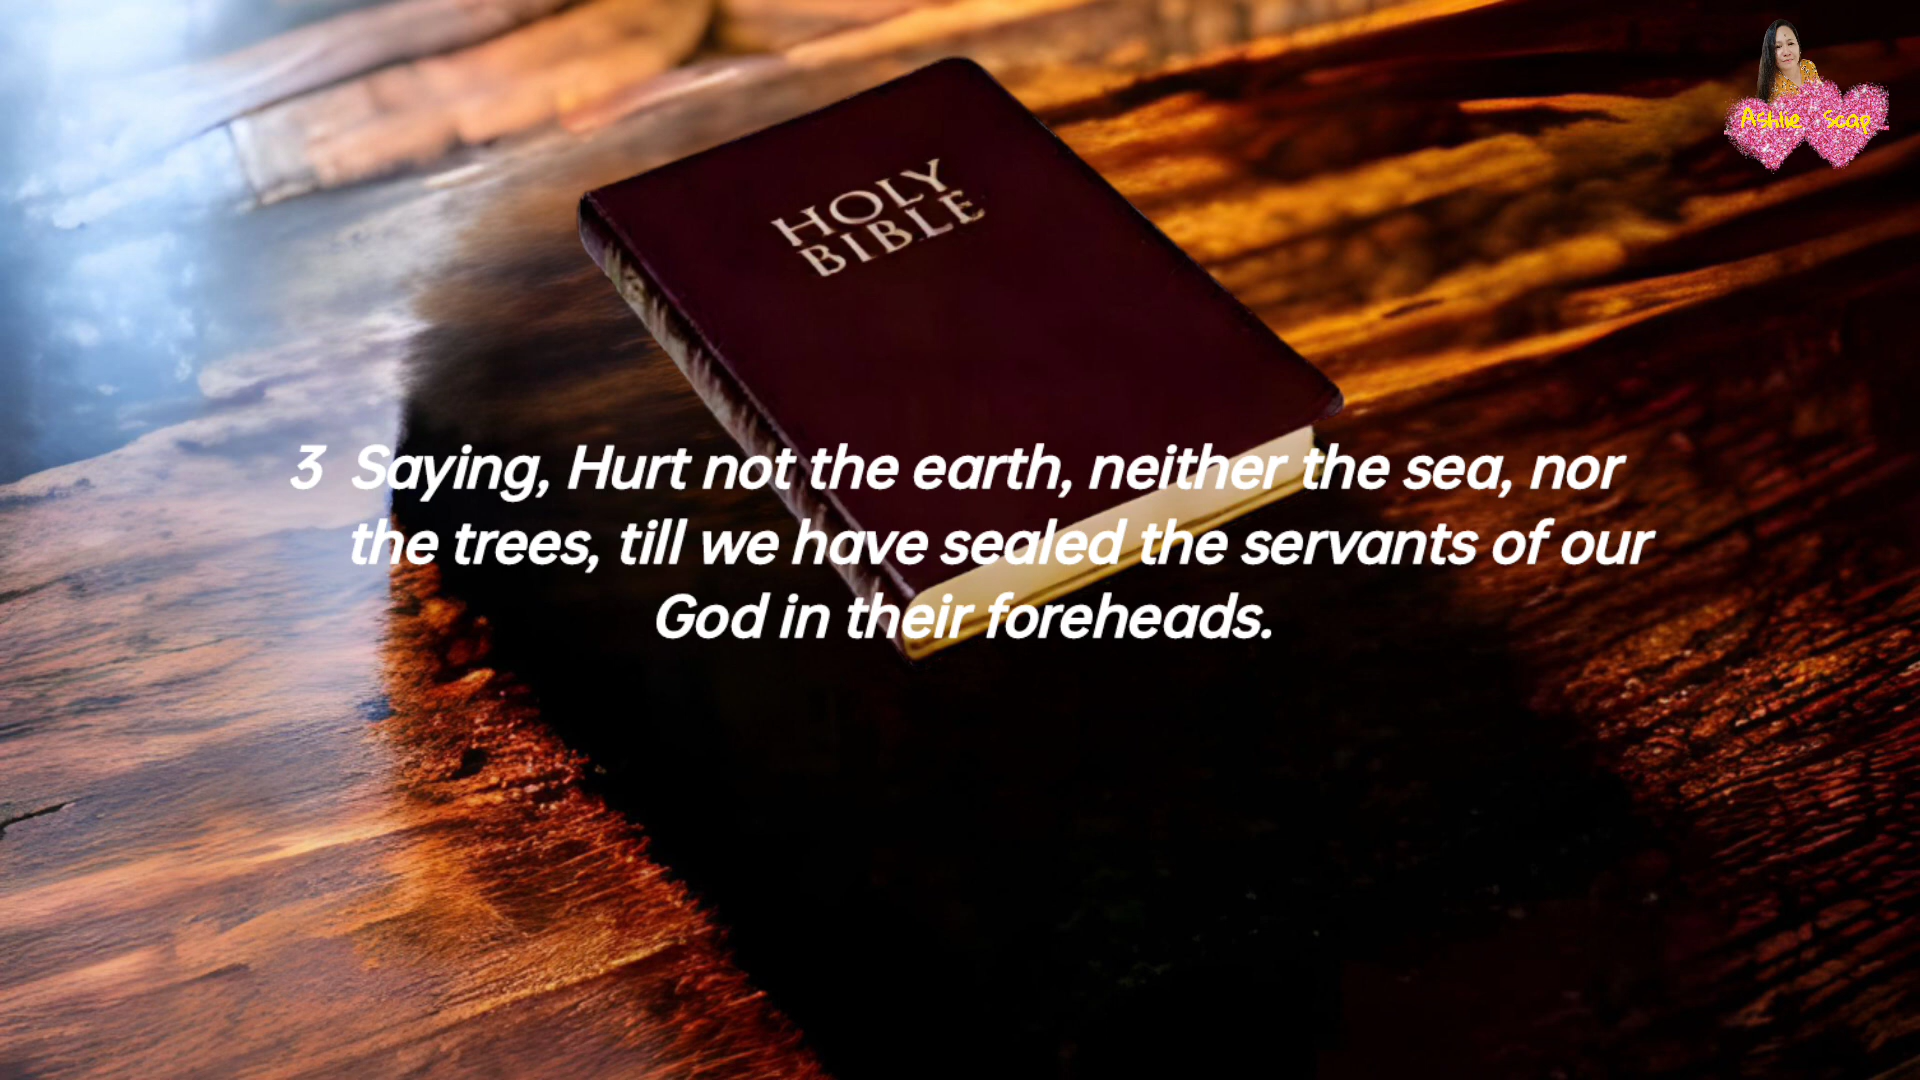 Ashlie Scap
HOLY
BIBLE
3 Saying, Hurt not the earth, neither the sea, nor
the trees, till we have sealed the servants of our
God in their foreheads.